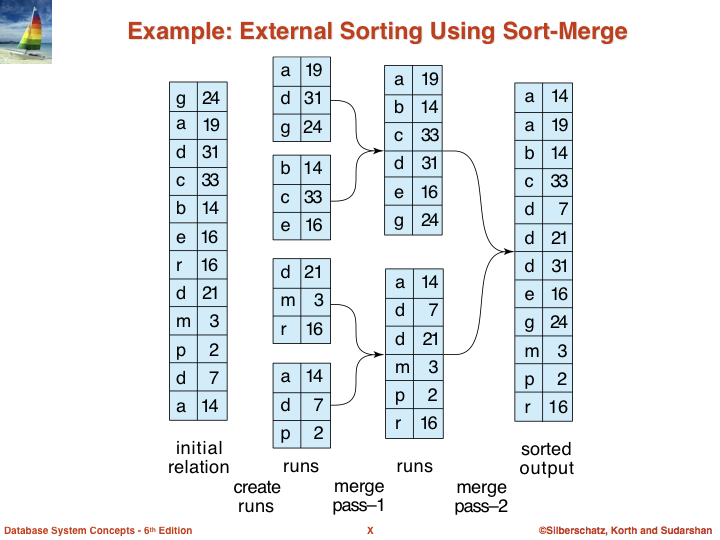 Example: External Sorting Using Sort-Merge
g 24
a 19
d 31
c 33
b 14
e 16
r 16
d 21
m 3
p 2
d 7
a 14
initial
relation
a 19
d 31
g 24
b 14
c 33
e 16
d 21
m 3
r 16
a 14
d 7
p 2
runs
create
runs
a 19
b 14
c 33
d 31
e 16
g 24
a 14
d 7
d 21
m 3
p 2
r 16
runs
merge
pass–1
a 14
a 19
b 14
c 33
d 7
d 21
d 31
e 16
g 24
m 3
p 2
r 16
sorted
output
merge
pass–2
Database System Concepts - 6th Edition
X
©Silberschatz, Korth and Sudarshan